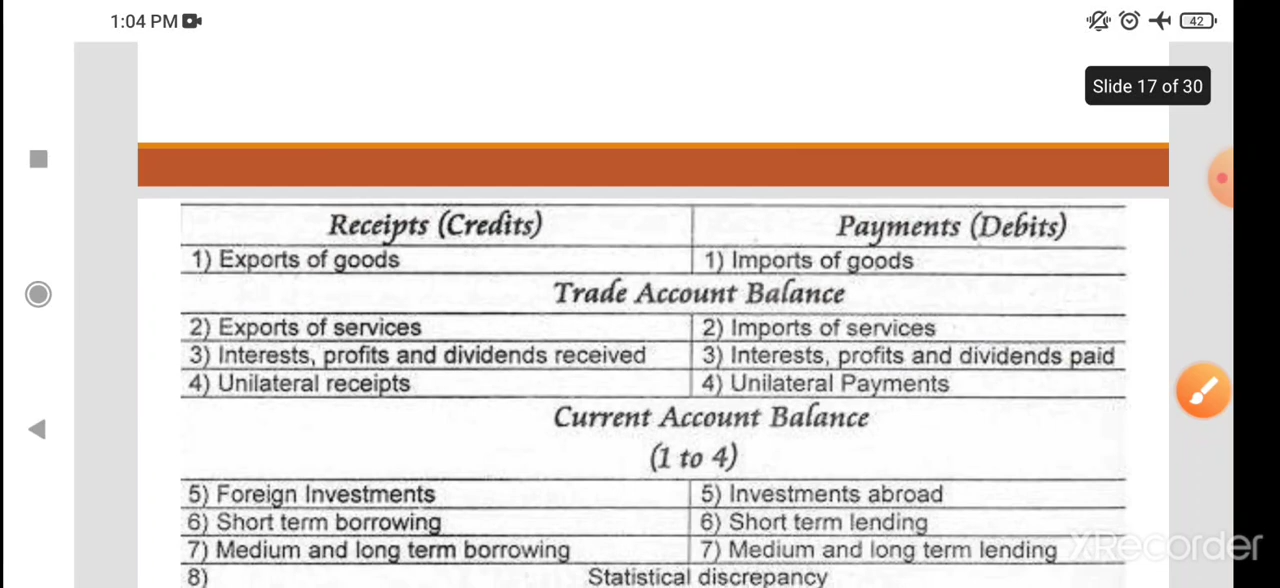 1:04 PM
42
Slide 17 of 30
Receipts (Credits) Payments (Debits)
1) Exports of goods 1) Imports of goods
Trade Account Balance
2) Exports of services 2) Imports of services
3) Interests, profits and dividends received 3) Interests, profits and dividends paid
4) Unilateral receipts 4) Unilateral Payments
Current Account Balance
(1 to 4)
5) Foreign Investments 5) Investments abroad
6) Short term borrowing 6) Short term lending
7) Medium and long term borrowing 7) Medium and long term lending
XRecorder
8) Statistical discrepancy